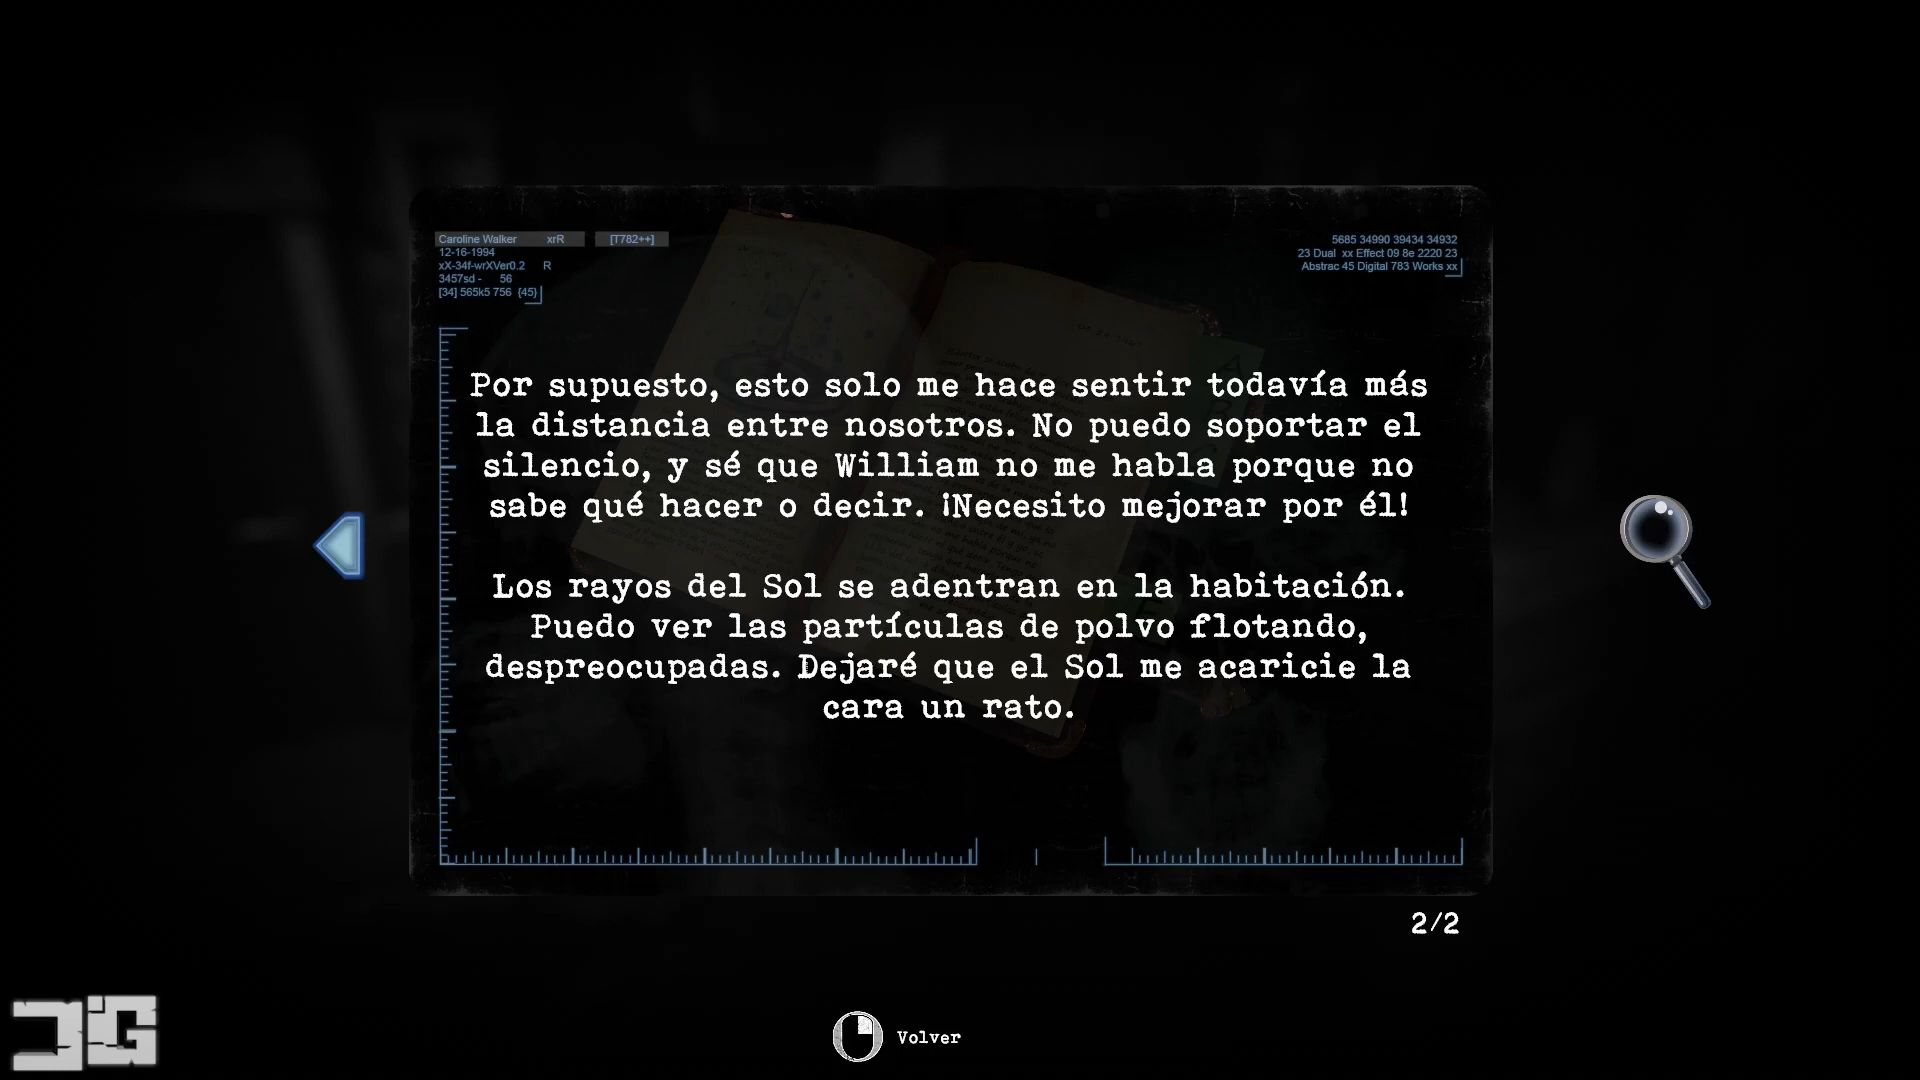 Caroline Walker xrR [T782++]
12-16-1994
xX-34f-wrXVer0.2 R
3457sd - 56
[34] 565k5 756 {45}
5685 34990 39434 34932
23 Dual xx Effect 09 8e 2220 23
Abstrac 45 Digital 783 Works xx
Por supuesto, esto solo me hace sentir todavía más
la distancia entre nosotros. No puedo soportar el
silencio, y sé que William no me habla porque no
sabe qué hacer o decir. ¡Necesito mejorar por él!
Los rayos del Sol se adentran en la habitación.
Puedo ver las partículas de polvo flotando,
despreocupadas. Dejaré que el Sol me acaricie la
cara un rato.
2/2
Volver